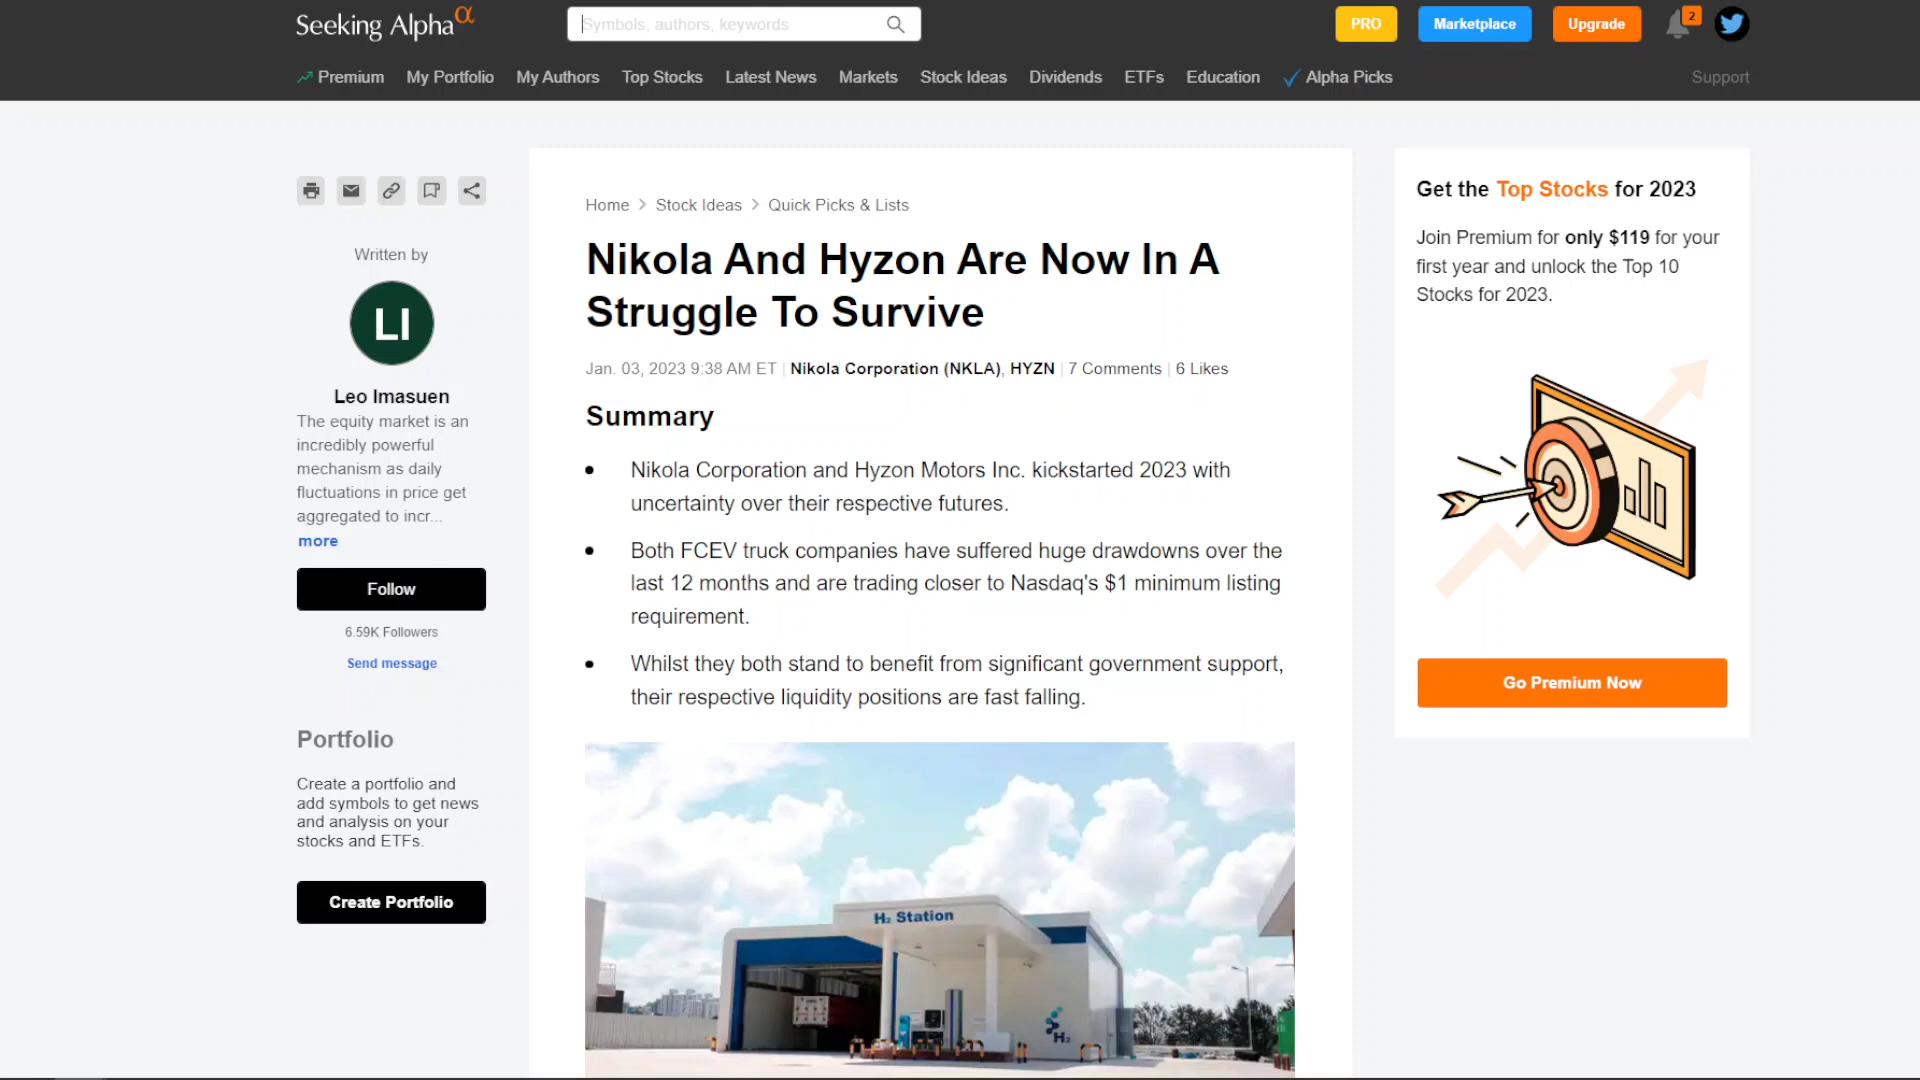 Seeking Alphaα
Symbols, authors, keywords
PRO
Marketplace
Upgrade
2
Premium My Portfolio My Authors Top Stocks Latest News Markets Stock Ideas Dividends ETFs Education Alpha Picks Support
Written by
LI
Leo Imasuen
The equity market is an
incredibly powerful
mechanism as daily
fluctuations in price get
aggregated to incr...
more
Follow
6.59K Followers
Send message
Portfolio
Create a portfolio and
add symbols to get news
and analysis on your
stocks and ETFs.
Create Portfolio
Home > Stock Ideas > Quick Picks & Lists
Nikola And Hyzon Are Now In A
Struggle To Survive
Jan. 03, 2023 9:38 AM ET | Nikola Corporation (NKLA), HYZN | 7 Comments | 6 Likes
Summary
• Nikola Corporation and Hyzon Motors Inc. kickstarted 2023 with
uncertainty over their respective futures.
• Both FCEV truck companies have suffered huge drawdowns over the
last 12 months and are trading closer to Nasdaq's $1 minimum listing
requirement.
• Whilst they both stand to benefit from significant government support,
their respective liquidity positions are fast falling.
H₂ Station
H₂
Get the Top Stocks for 2023
Join Premium for only $119 for your
first year and unlock the Top 10
Stocks for 2023.
Go Premium Now